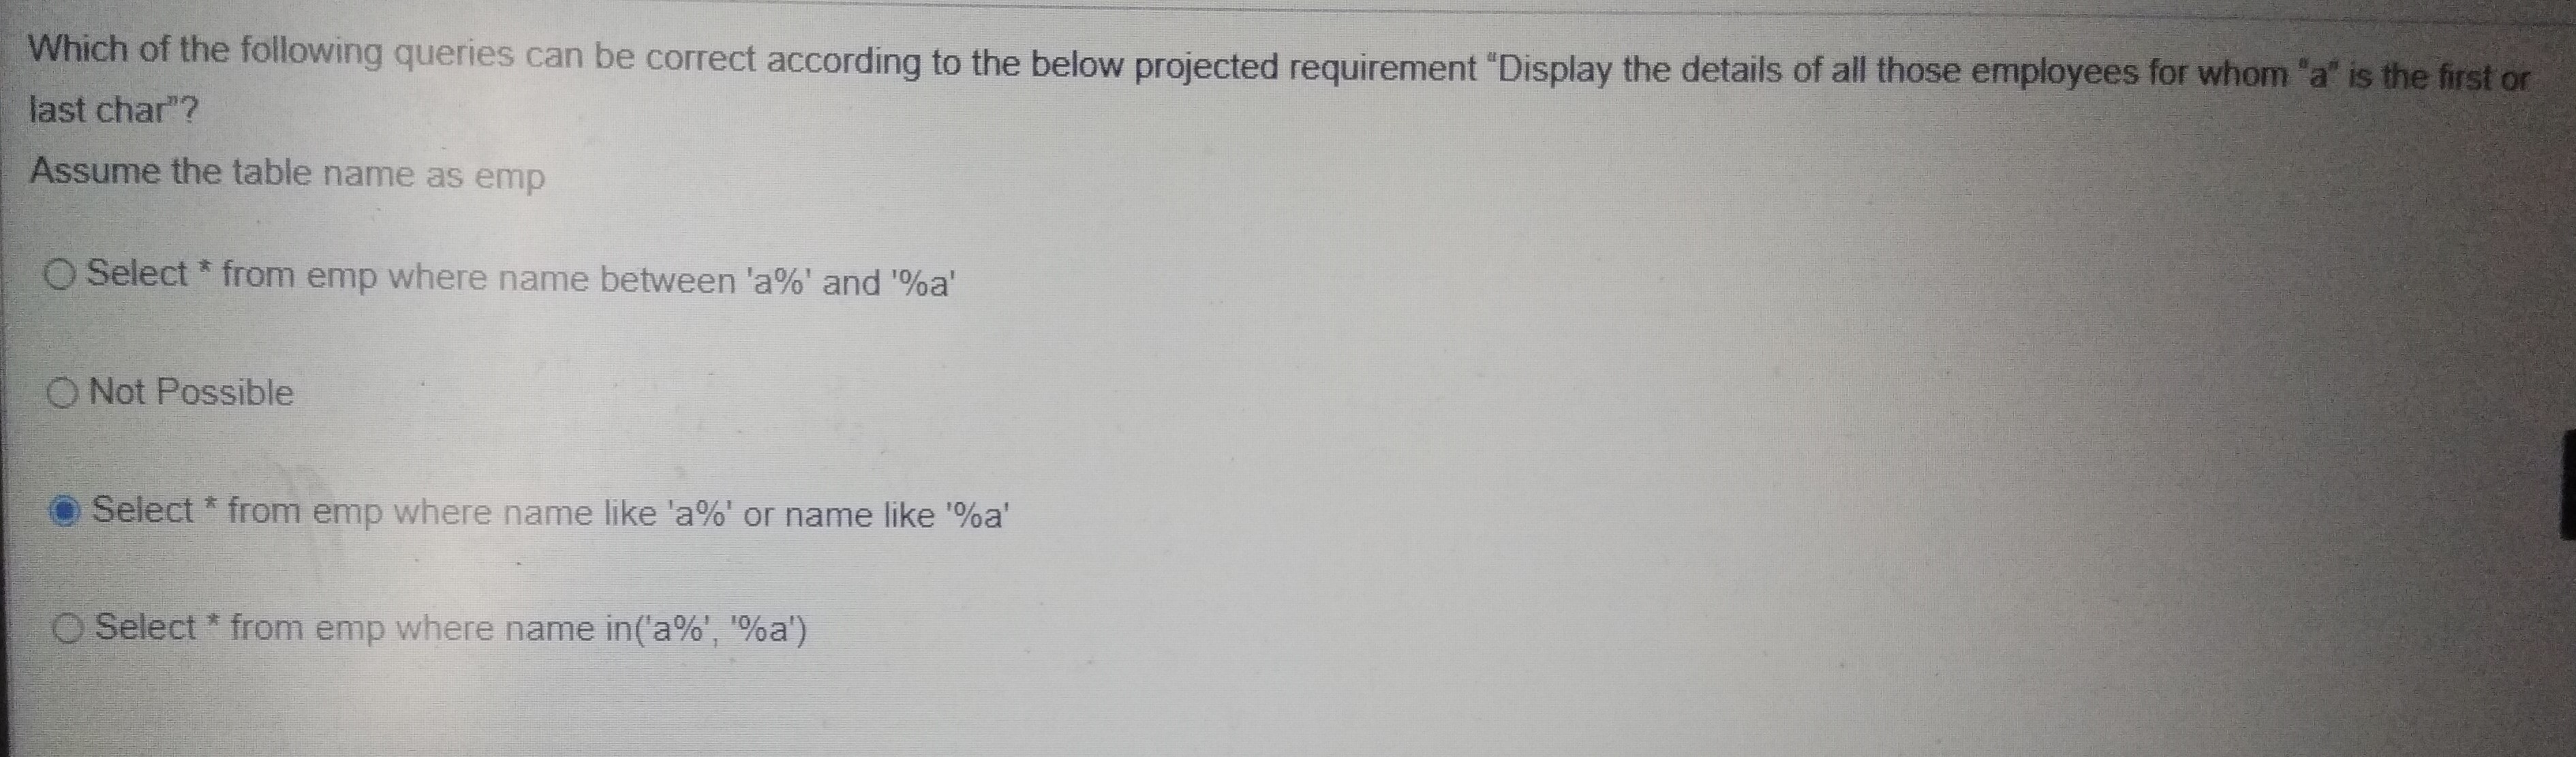 Which of the following queries can be correct according to the below projected requirement “Display the details of all those employees for whom “a” is the first or
last char”?
Assume the table name as emp
Select * from emp where name between 'a%' and '%a'
Not Possible
Select * from emp where name like 'a%' or name like '%a'
Select * from emp where name in('a%', '%a')